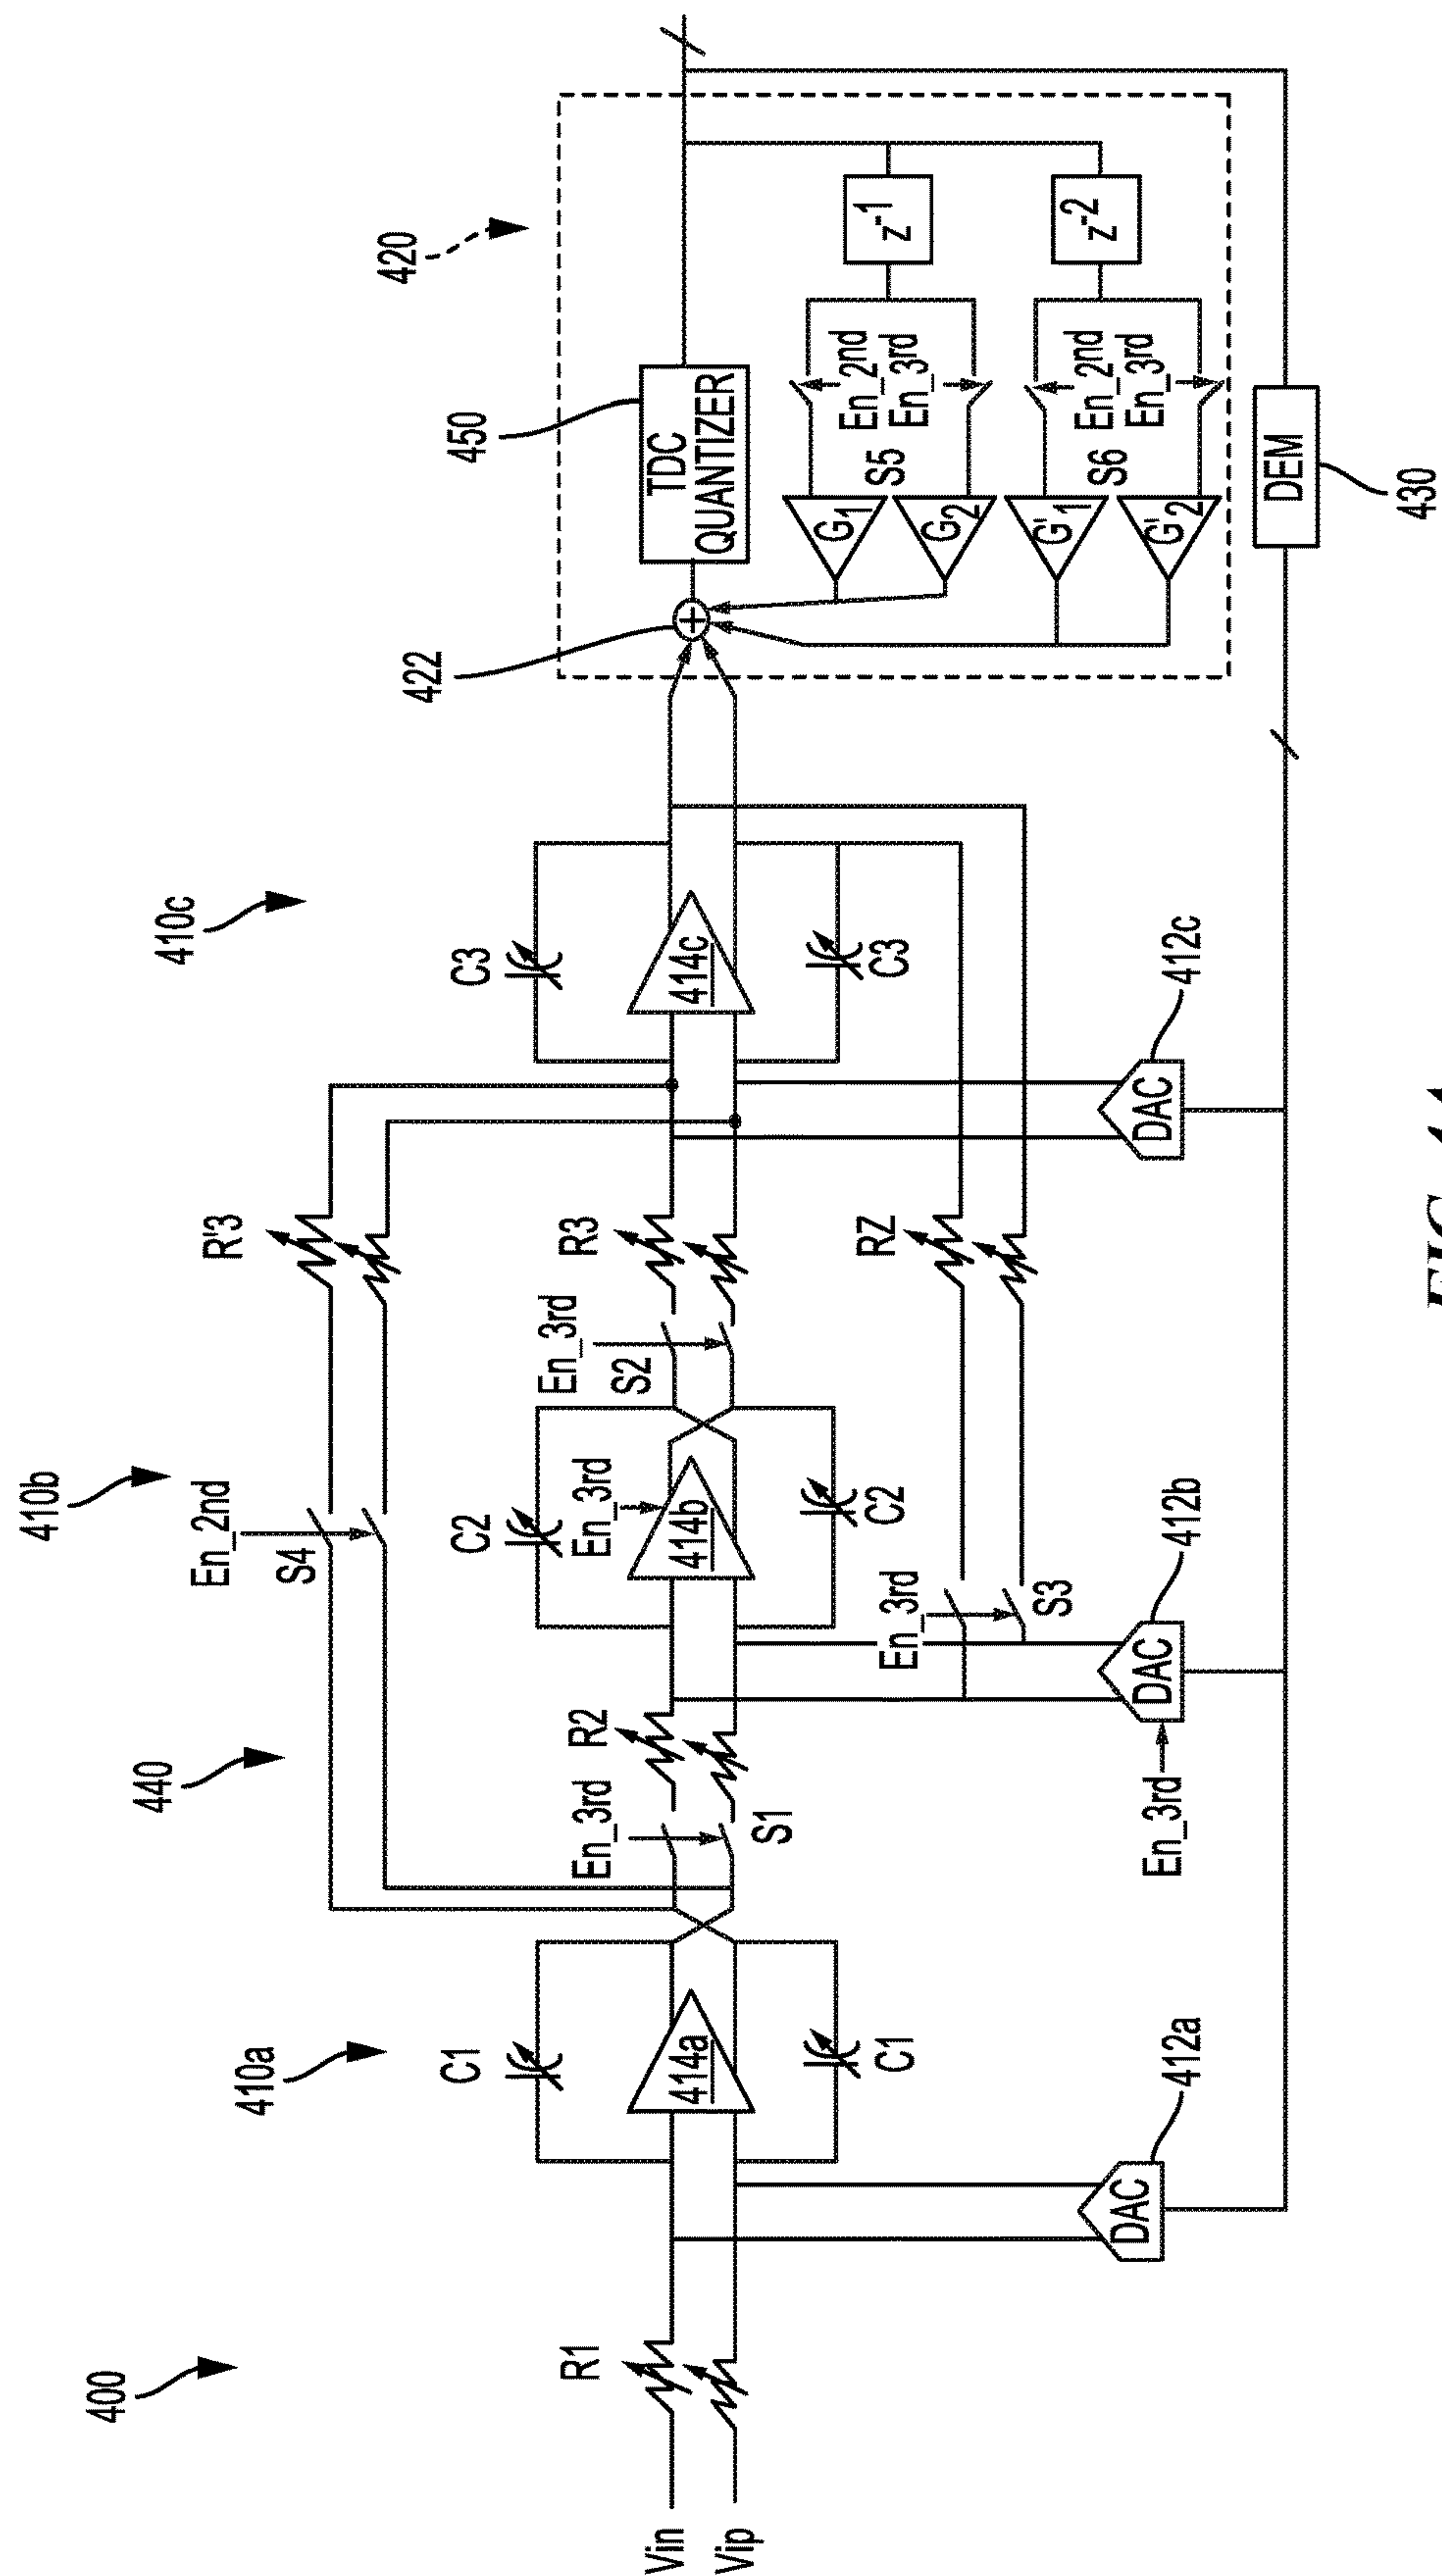 400
410a
440
410b
410c
420
En_2nd
S4
R'3
Vin
Vip
R1
C1
414a
C1
En_3rd
S1
R2
C2
En_3rd
414b
C2
En_3rd
S2
R3
C3
414c
C3
En_3rd
S3
RZ
422
450
TDC
QUANTIZER
G1
G2
S5
En_2nd
En_3rd
z-1
G'1
G'2
S6
En_2nd
En_3rd
z-2
DAC
412a
En_3rd
DAC
412b
DAC
412c
DEM
430